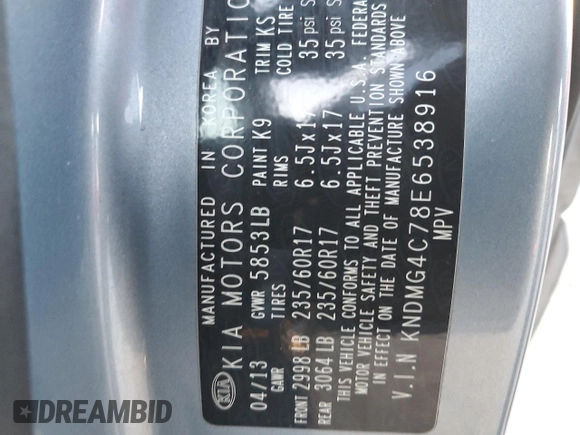 MANUFACTURED IN KOREA BY
KIA KIA MOTORS CORPORATION
04/13 GVWR 5853LB PAINT K9 TRIM KS
GAWR TIRES RIMS COLD TIRE
FRONT 2998 LB 235/60R17 6.5Jx17 35psi
REAR 3064 LB 235/60R17 6.5Jx17 35 psi
THIS VEHICLE CONFORMS TO ALL APPLICABLE U.S.A. FEDERAL
MOTOR VEHICLE SAFETY AND THEFT PREVENTION STANDARDS
IN EFFECT ON THE DATE OF MANUFACTURE SHOWN ABOVE
V.I.N KNDMG4C78E6538916
MPV
DREAMBID